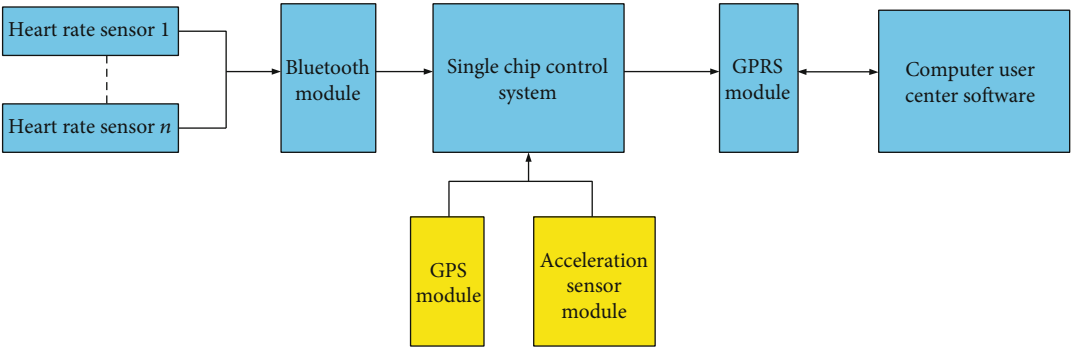 Heart rate sensor 1
Heart rate sensor n
Bluetooth
module
Single chip control
system
GPRS
module
Computer user
center software
GPS
module
Acceleration
sensor
module